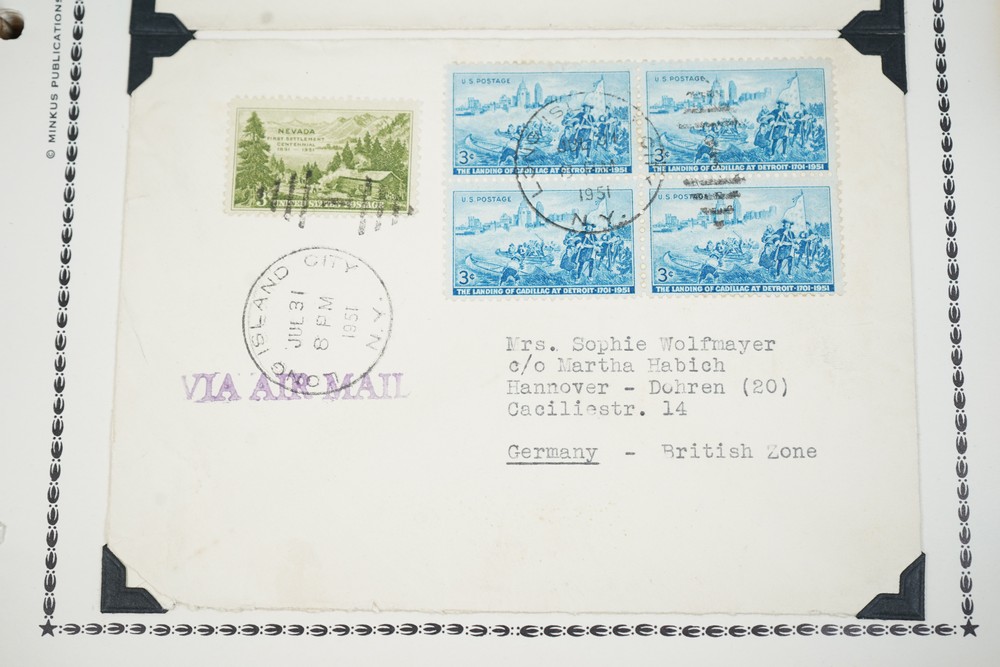 © MINKUS PUBLICATIONS
NEVADA
FIRST SETTLEMENT
CENTENNIAL
1851 - 1951
UNITED STATES POSTAGE
U.S. POSTAGE
3¢
THE LANDING OF CADILLAC AT DETROIT·1701-1951
U.S. POSTAGE
3¢
THE LANDING OF CADILLAC AT DETROIT·1701-1951
U.S. POSTAGE
3¢
THE LANDING OF CADILLAC AT DETROIT·1701-1951
U.S. POSTAGE
3¢
THE LANDING OF CADILLAC AT DETROIT·1701-1951
1951
N.Y.
LONG ISLAND CITY N.Y.
JUL 31
8 PM
1951
VIA AIR MAIL
Mrs. Sophie Wolfmayer
c/o Martha Habich
Hannover - Dohren (20)
Caciliestr. 14
Germany - British Zone